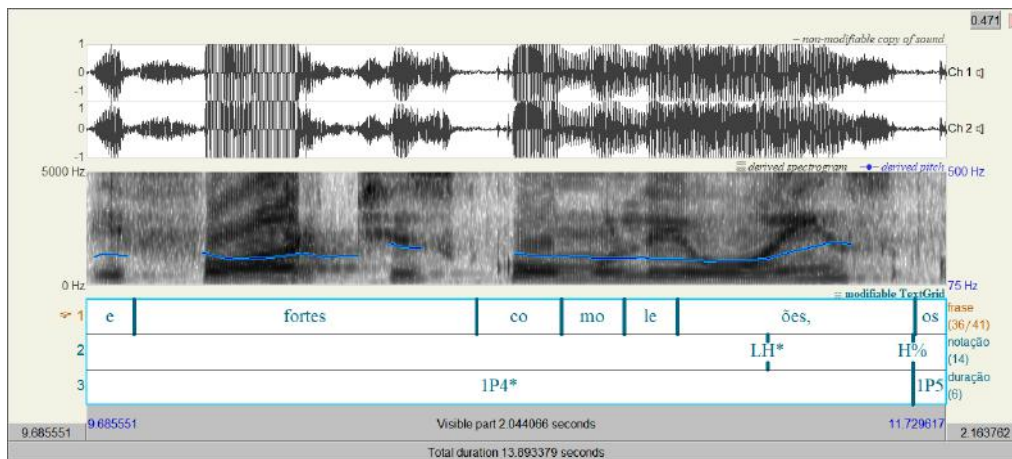 0.471
– non-modifiable copy of sound
1
0
-1
Ch 1
1
0
-1
Ch 2
derived spectrogram derived pitch
5000 Hz 500 Hz
0 Hz 75 Hz
modifiable TextGrid
1 e fortes co mo le ões, os frase (36/41)
2 LH* H% notação (14)
3 1P4* 1P5 duração (6)
9.685551 Visible part 2.044066 seconds 11.729617
9.685551 2.163762
Total duration 13.893379 seconds